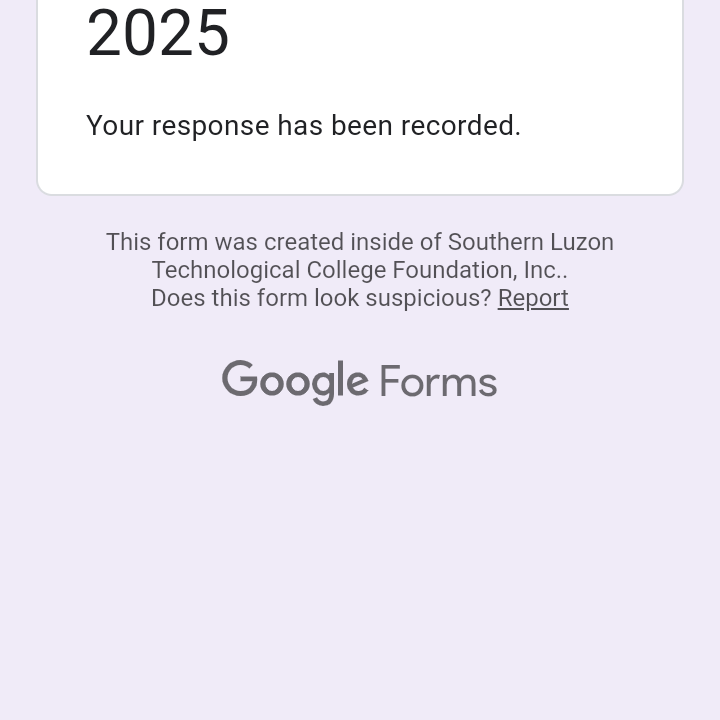 2025
Your response has been recorded.
This form was created inside of Southern Luzon
Technological College Foundation, Inc..
Does this form look suspicious? Report
Google Forms